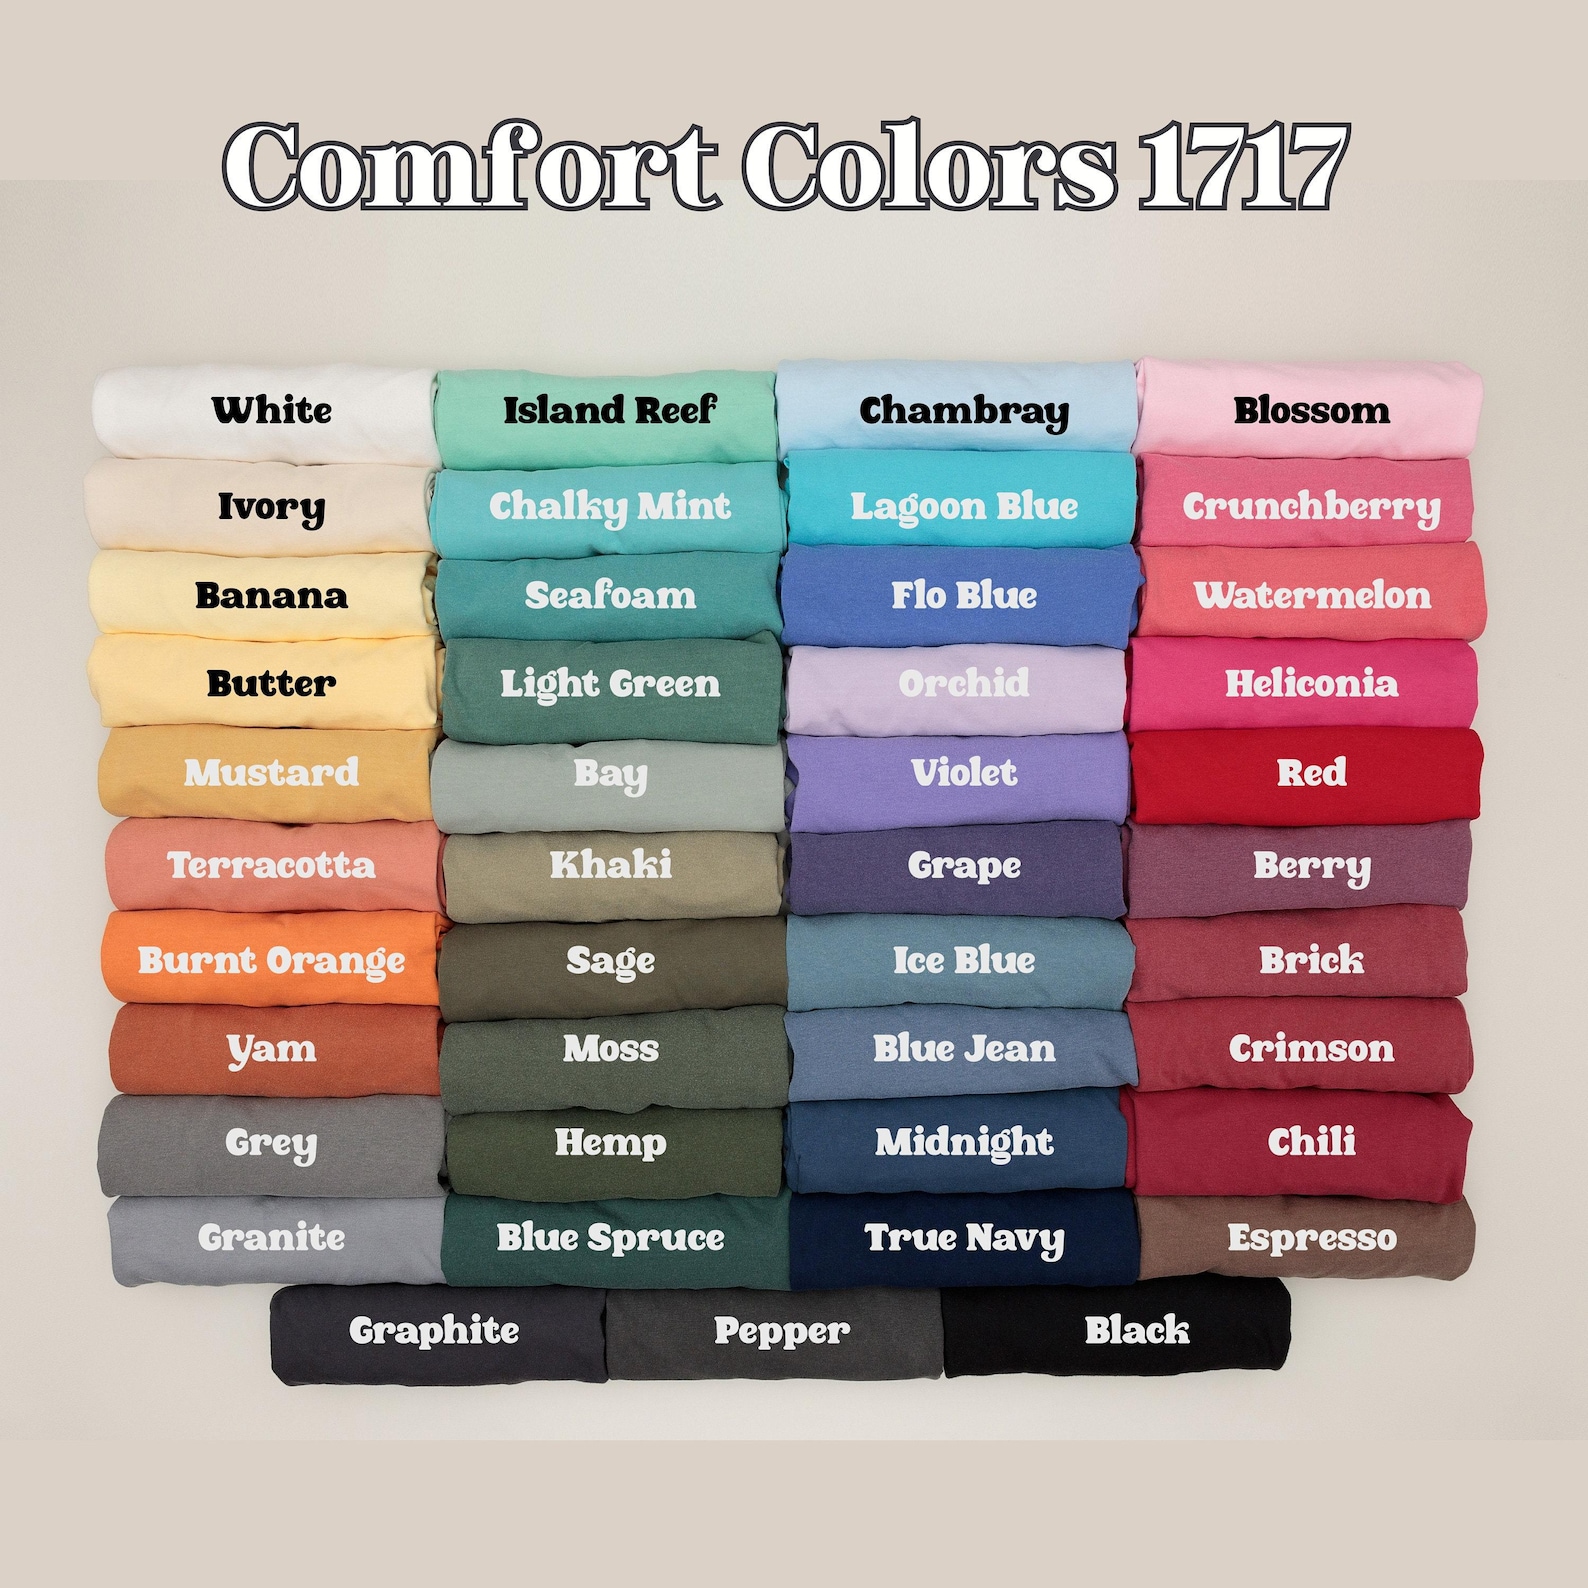 Comfort Colors 1717
White
Island Reef
Chambray
Blossom
Ivory
Chalky Mint
Lagoon Blue
Crunchberry
Banana
Seafoam
Flo Blue
Watermelon
Butter
Light Green
Orchid
Heliconia
Mustard
Bay
Violet
Red
Terracotta
Khaki
Grape
Berry
Burnt Orange
Sage
Ice Blue
Brick
Yam
Moss
Blue Jean
Crimson
Grey
Hemp
Midnight
Chili
Granite
Blue Spruce
True Navy
Espresso
Graphite
Pepper
Black